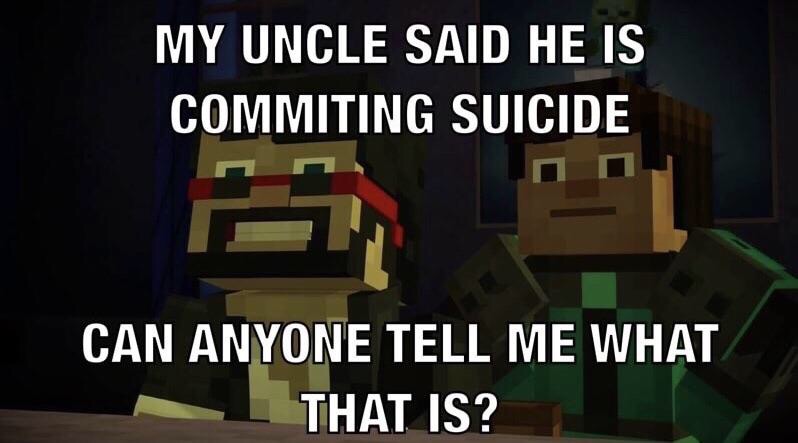 MY UNCLE SAID HE IS
COMMITING SUICIDE
CAN ANYONE TELL ME WHAT
THAT IS?